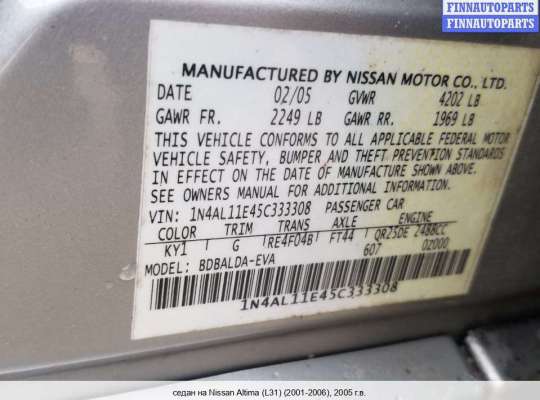 FINNAUTOPARTS
FINNAUTOPARTS
MANUFACTURED BY NISSAN MOTOR CO., LTD.
DATE 02/05 GVWR 4202 LB
GAWR FR. 2249 LB GAWR RR. 1969 LB
THIS VEHICLE CONFORMS TO ALL APPLICABLE FEDERAL MOTOR
VEHICLE SAFETY, BUMPER AND THEFT PREVENTION STANDARDS
IN EFFECT ON THE DATE OF MANUFACTURE SHOWN ABOVE.
SEE OWNERS MANUAL FOR ADDITIONAL INFORMATION.
VIN: 1N4AL11E45C333308 PASSENGER CAR
COLOR TRIM TRANS AXLE ENGINE
KY1 G RE4F04B FT44 QR25DE 2488CC
MODEL: BDBALDA-EVA 607 02000
1N4AL11E45C333308
седан на Nissan Altima (L31) (2001-2006), 2005 г.в.